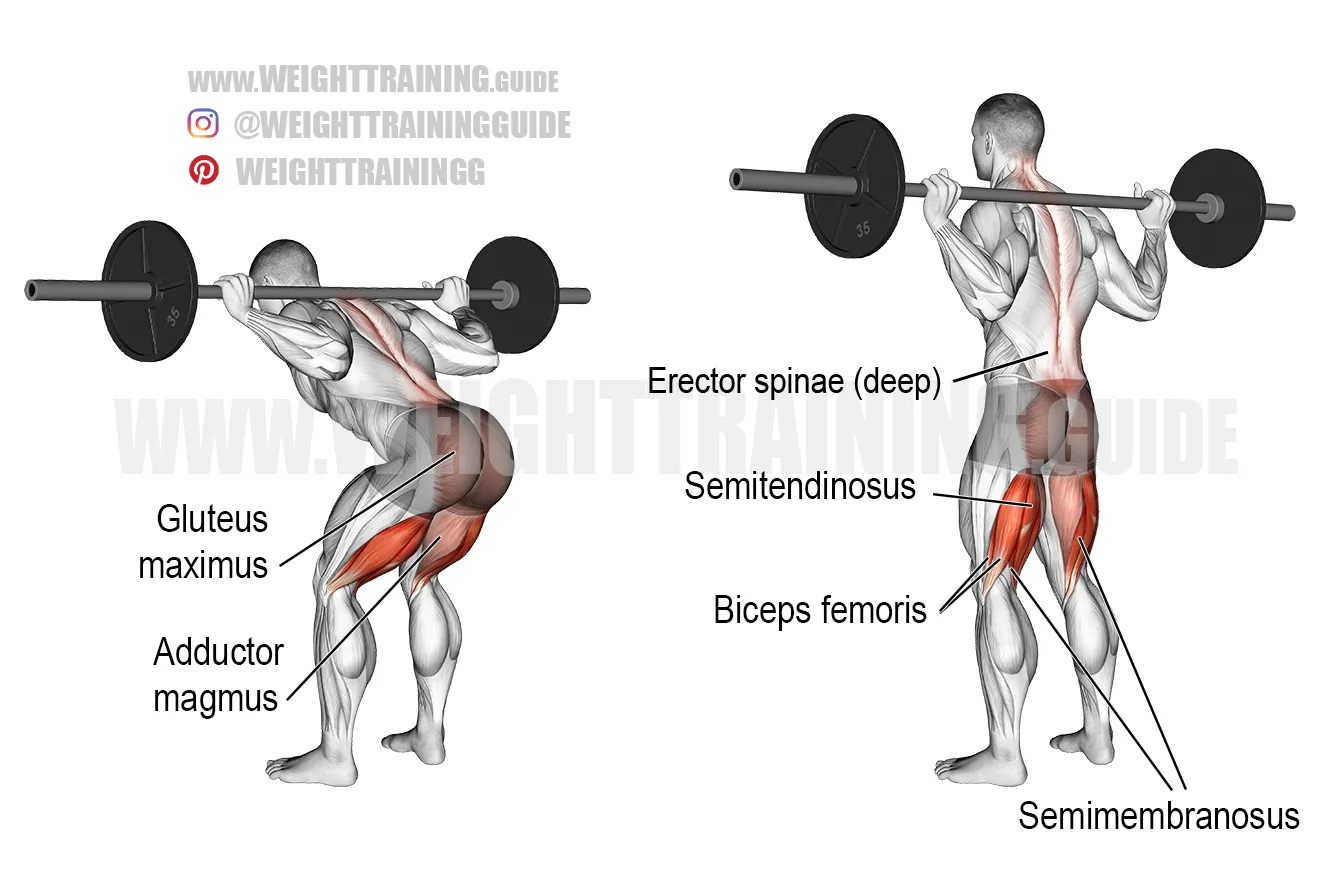 www.WEIGHTTRAINING.GUIDE
@WEIGHTTRAININGGUIDE
WEIGHTTRAININGG
35
35
Erector spinae (deep)
WWW.WEIGHTTRAINING.GUIDE
Semitendinosus
Gluteus
maximus
Biceps femoris
Adductor
magmus
Semimembranosus